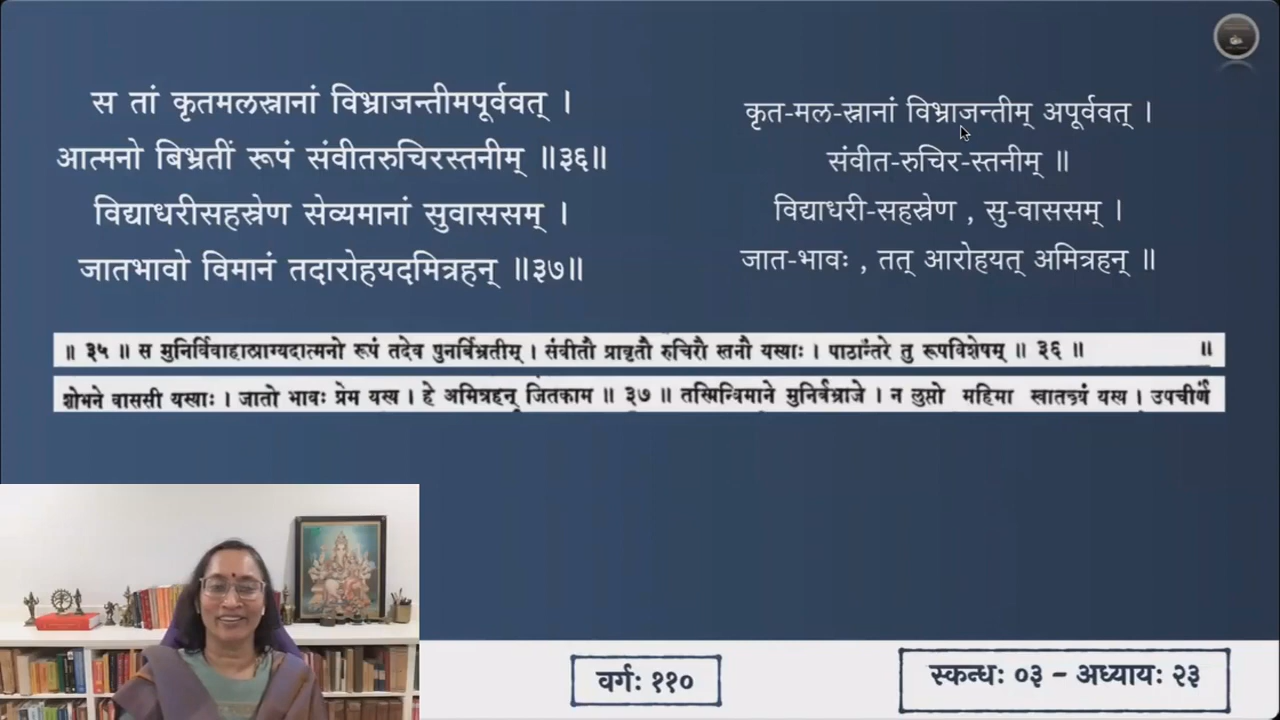 स तां कृतमलस्नानां विभ्राजन्तीमपूर्ववत् ।
आत्मनो बिभ्रतीं रूपं संवीतरुचिरस्तनीम् ॥३६॥
विद्याधरीसहस्रेण सेव्यमानां सुवाससम् ।
जातभावो विमानं तदारोहयदमित्रहन् ॥३७॥
कृत-मल-स्नानां विभ्राजन्तीम् अपूर्ववत् ।
संवीत-रुचिर-स्तनीम् ॥
विद्याधरी-सहस्रेण , सु-वाससम् ।
जात-भावः , तत् आरोहयत् अमित्रहन् ॥
॥ ३५ ॥ स मुनिर्विवाहात्प्राग्यदात्मनो रूपं तदेव पुनर्बिभ्रतीम् । संवीतौ प्रावृतौ रुचिरौ स्तनौ यस्याः । पाठांतरे तु रूपविशेषम् ॥ ३६ ॥ ॥
शोभने वाससी यस्याः । जातो भावः प्रेम यस्य । हे अमित्रहन् जितकाम ॥ ३७ ॥ तस्मिन्विमाने मुनिर्बभ्राजे । न लुप्तो महिमा स्वातन्त्र्यं यस्य । उपचीर्णं
वर्गः ११०
स्कन्धः ०३ - अध्यायः २३